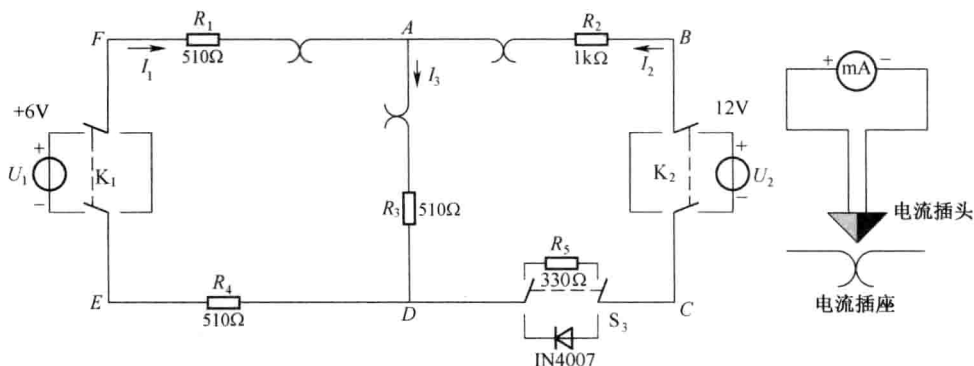 F
R₁
510Ω
I₁
A
I₃
R₂
1kΩ
I₂
B
+ mA −
+6V
12V
+
U₁
−
K₁
K₂
+
U₂
−
R₃ 510Ω
电流插头
E
R₄
510Ω
D
R₅
330Ω
S₃
C
IN4007
电流插座